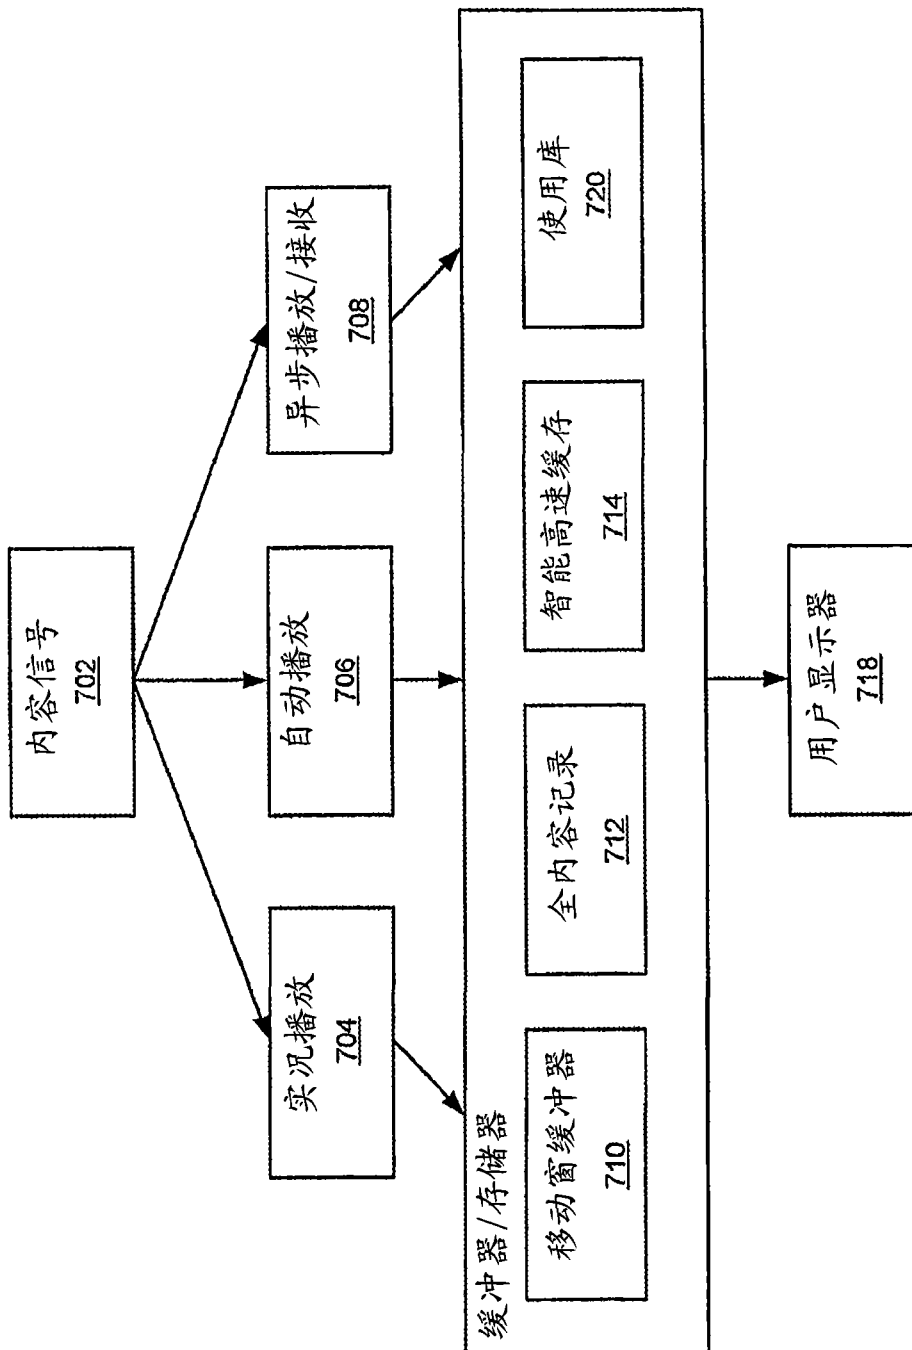 内容信号
702
实况播放
704
自动播放
706
异步播放/接收
708
缓冲器/存储器
移动窗缓冲器
710
全内容记录
712
智能高速缓存
714
使用库
720
用户显示器
718